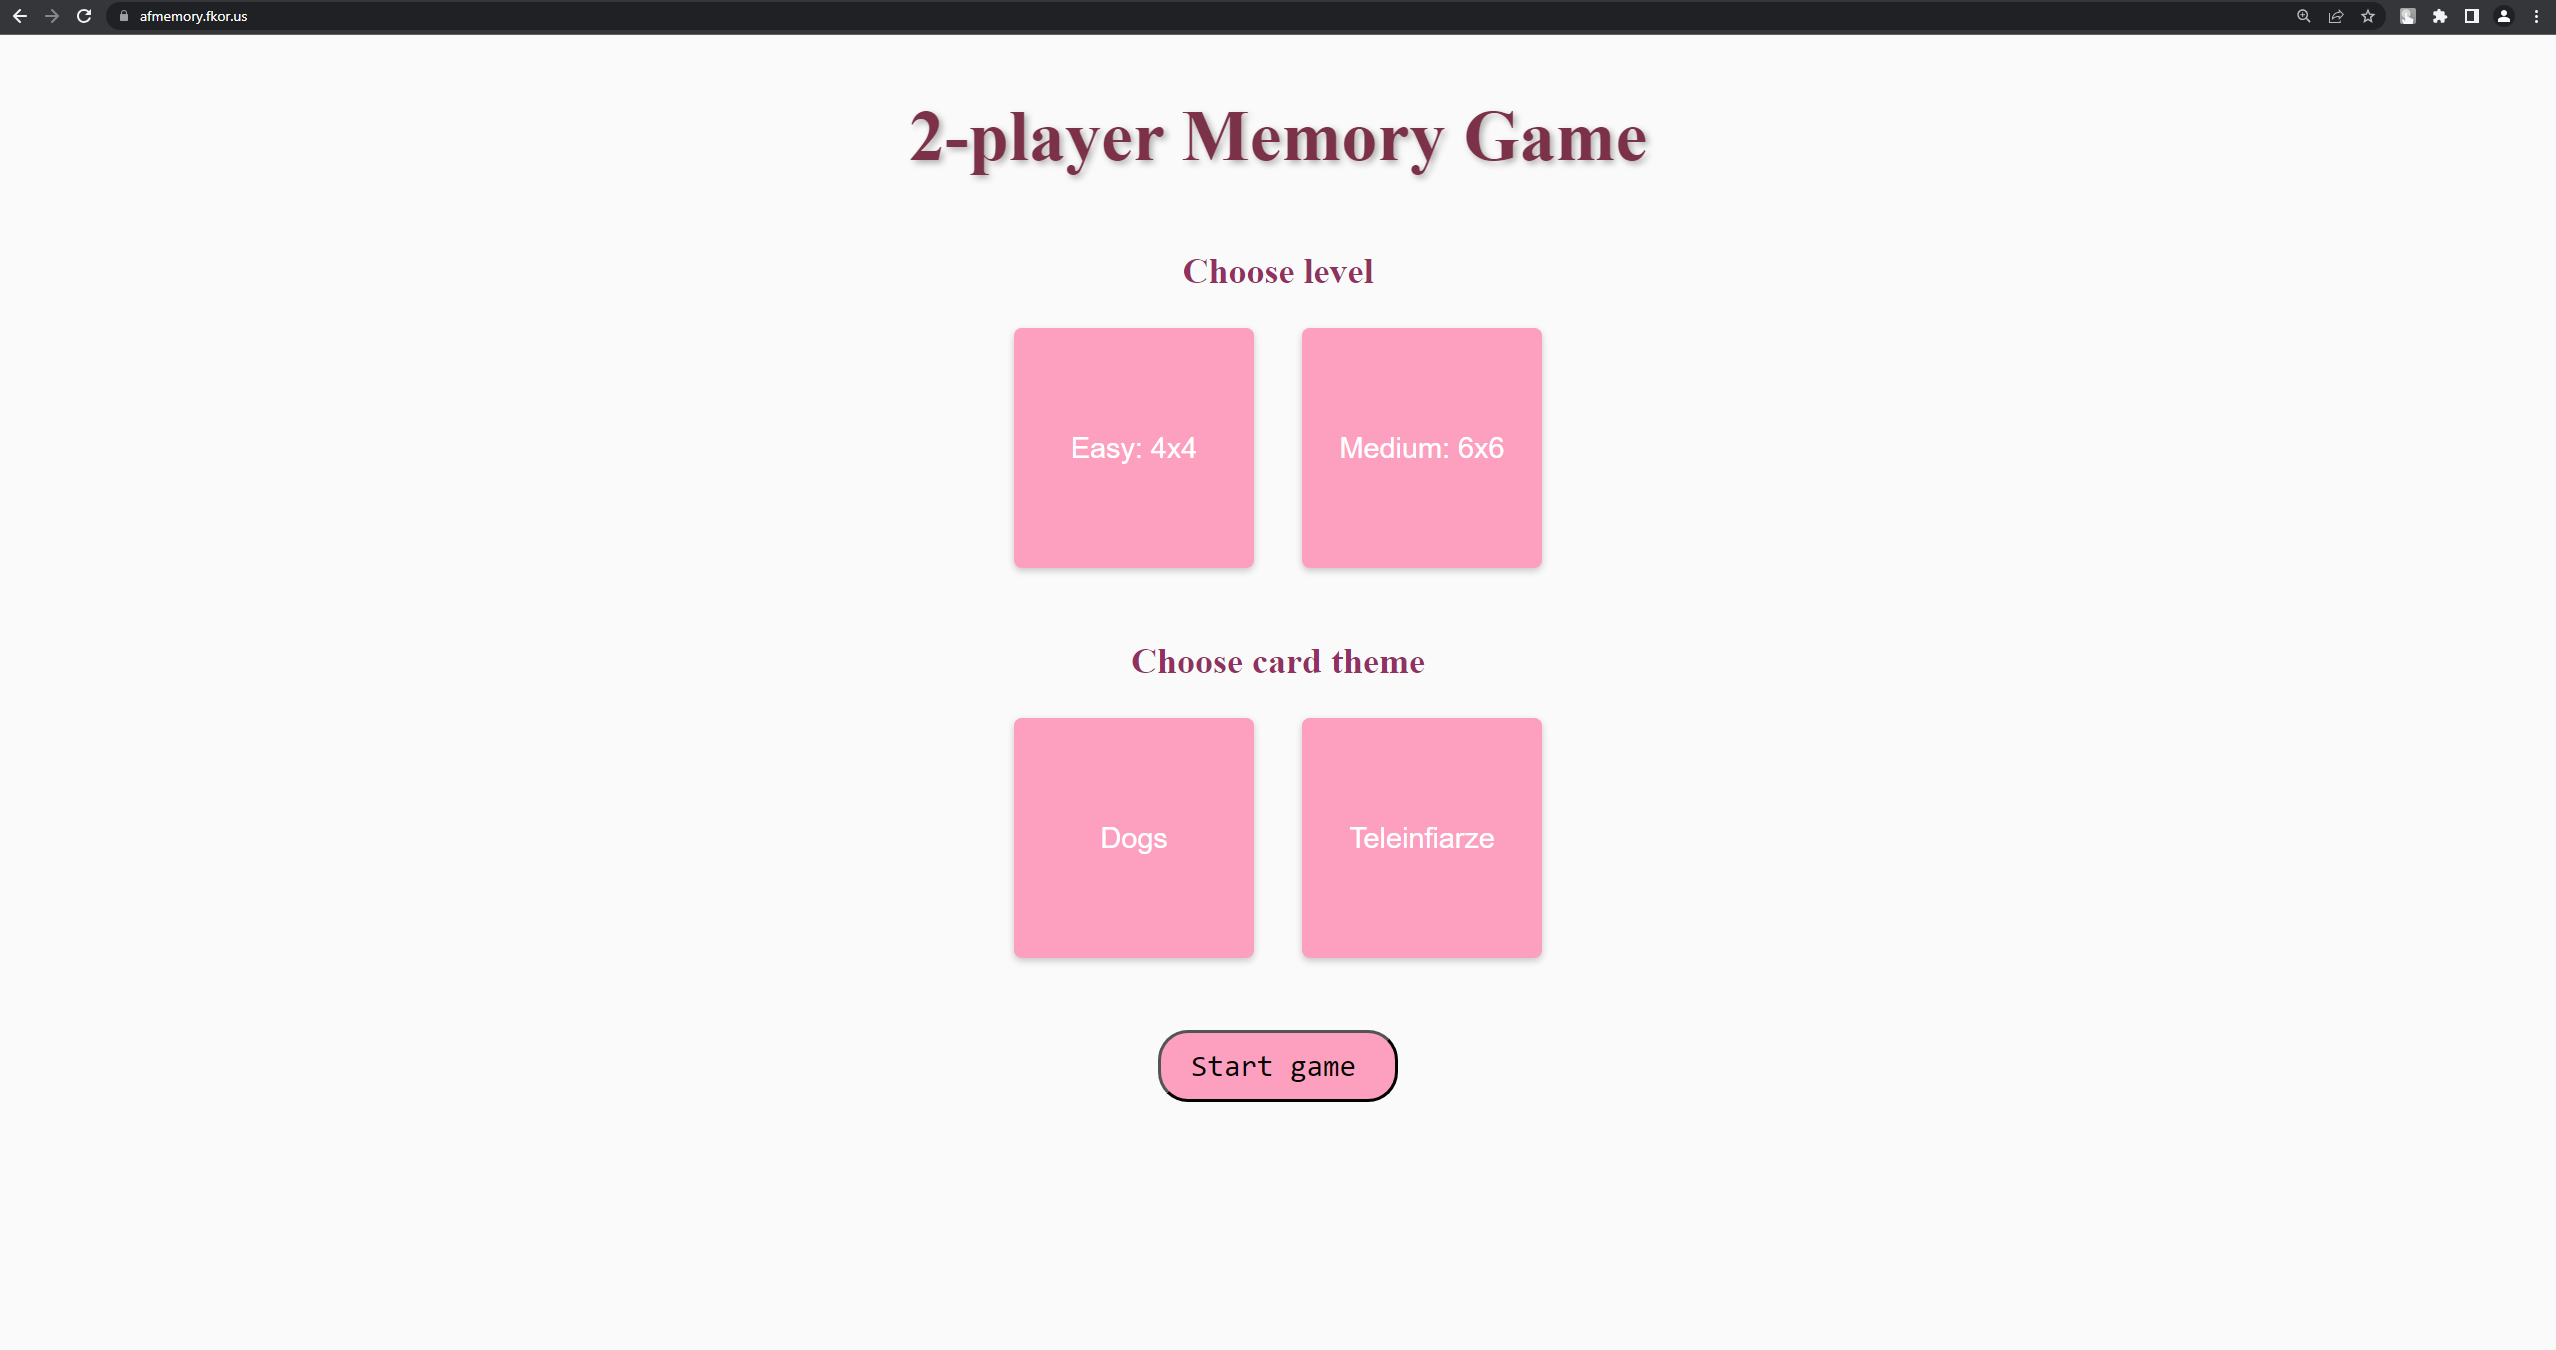 afmemory.fkor.us
2-player Memory Game
Choose level
Easy: 4x4
Medium: 6x6
Choose card theme
Dogs
Teleinfiarze
Start game